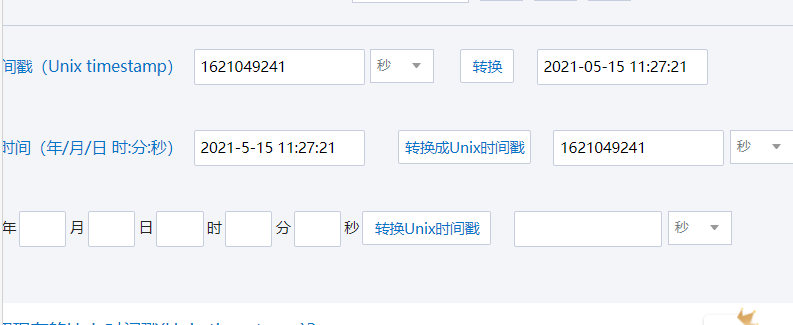 间戳（Unix timestamp） 1621049241 秒 转换 2021-05-15 11:27:21
时间（年/月/日 时:分:秒） 2021-5-15 11:27:21 转换成Unix时间戳 1621049241 秒
年 月 日 时 分 秒 转换Unix时间戳 秒